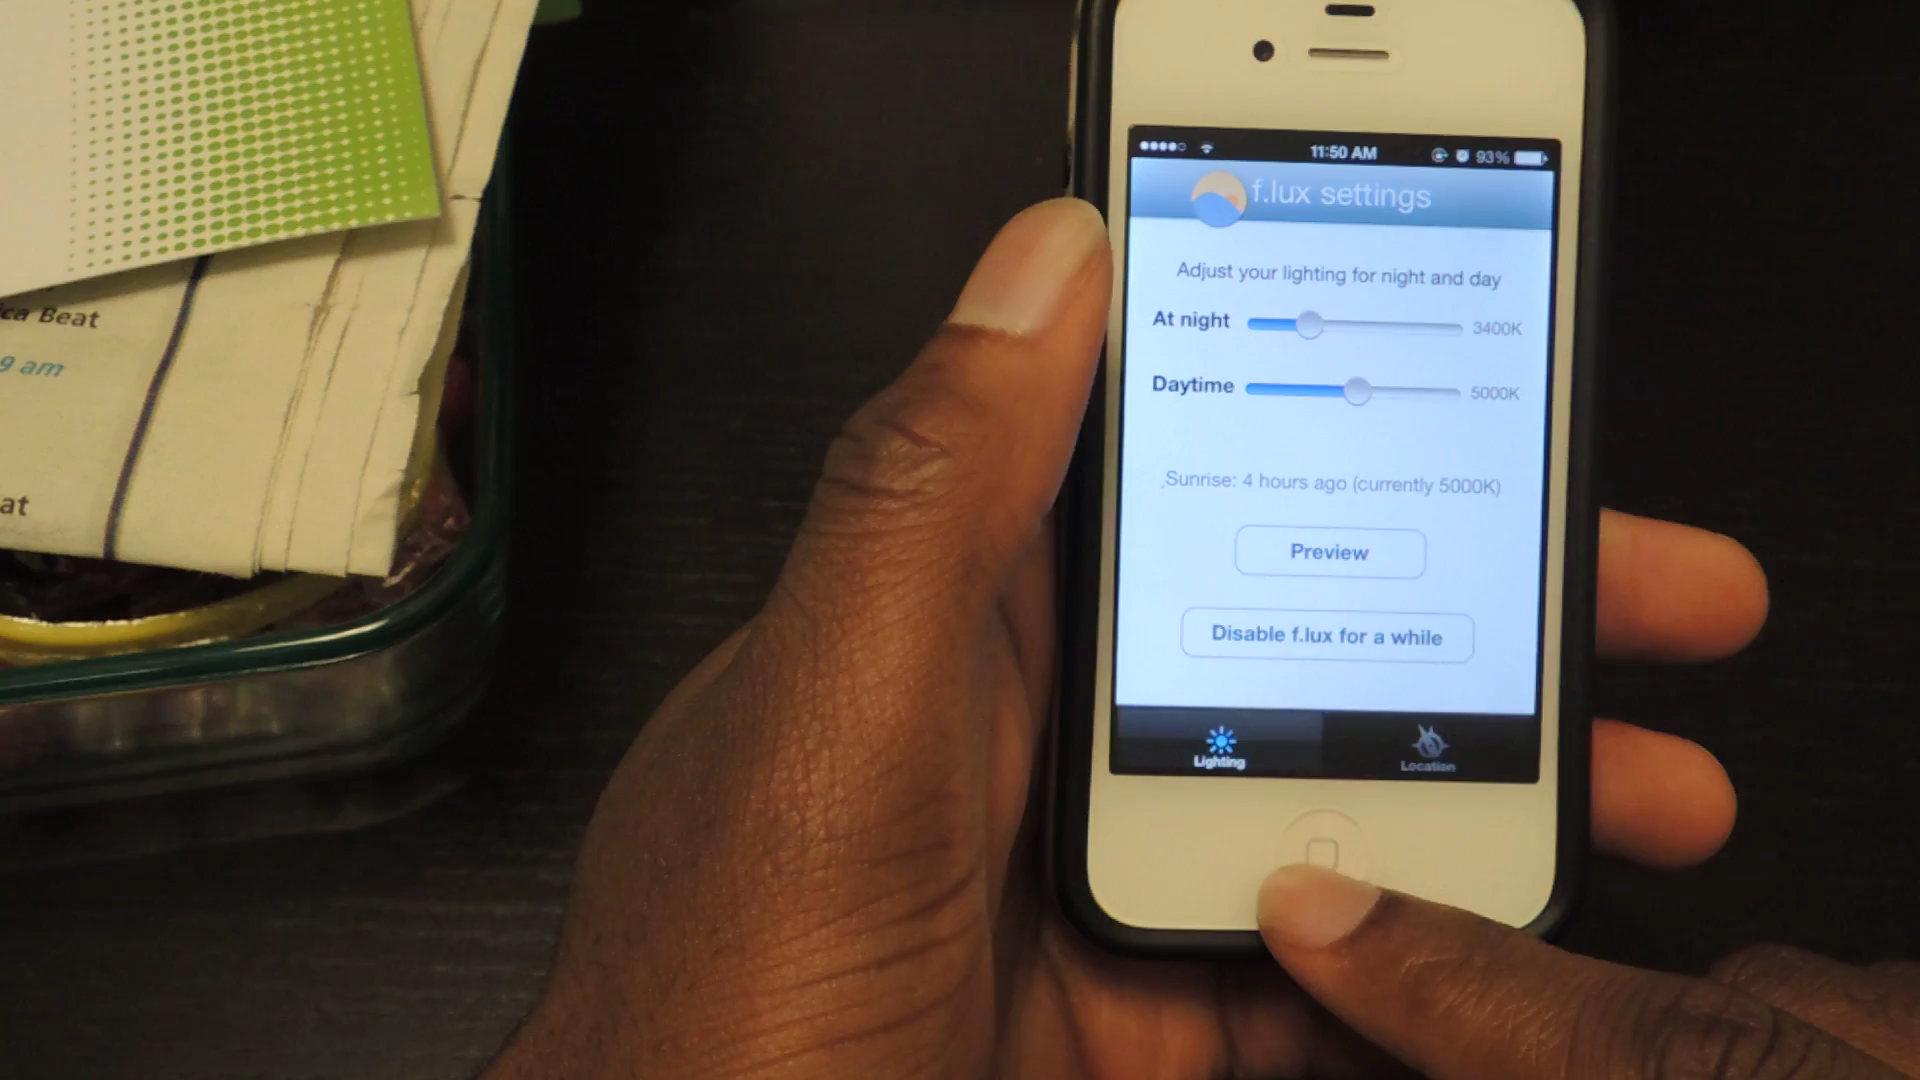 ca Beat
9 am
at
11:50 AM
93%
f.lux settings
Adjust your lighting for night and day
At night
3400K
Daytime
5000K
Sunrise: 4 hours ago (currently 5000K)
Preview
Disable f.lux for a while
Lighting
Location